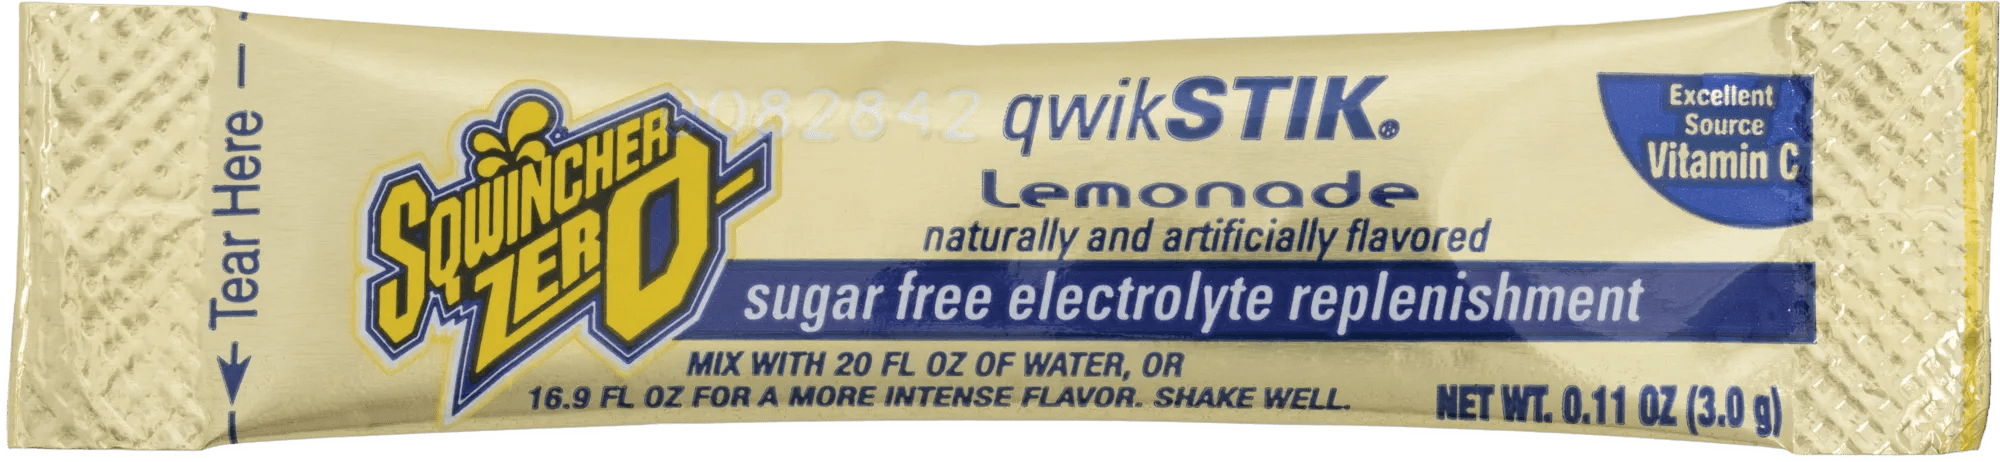 Tear Here
SQWINCHER
ZERO
082842
qwikSTIK®
Lemonade
naturally and artificially flavored
sugar free electrolyte replenishment
MIX WITH 20 FL OZ OF WATER, OR
16.9 FL OZ FOR A MORE INTENSE FLAVOR. SHAKE WELL.
Excellent
Source
Vitamin C
NET WT. 0.11 OZ (3.0 g)